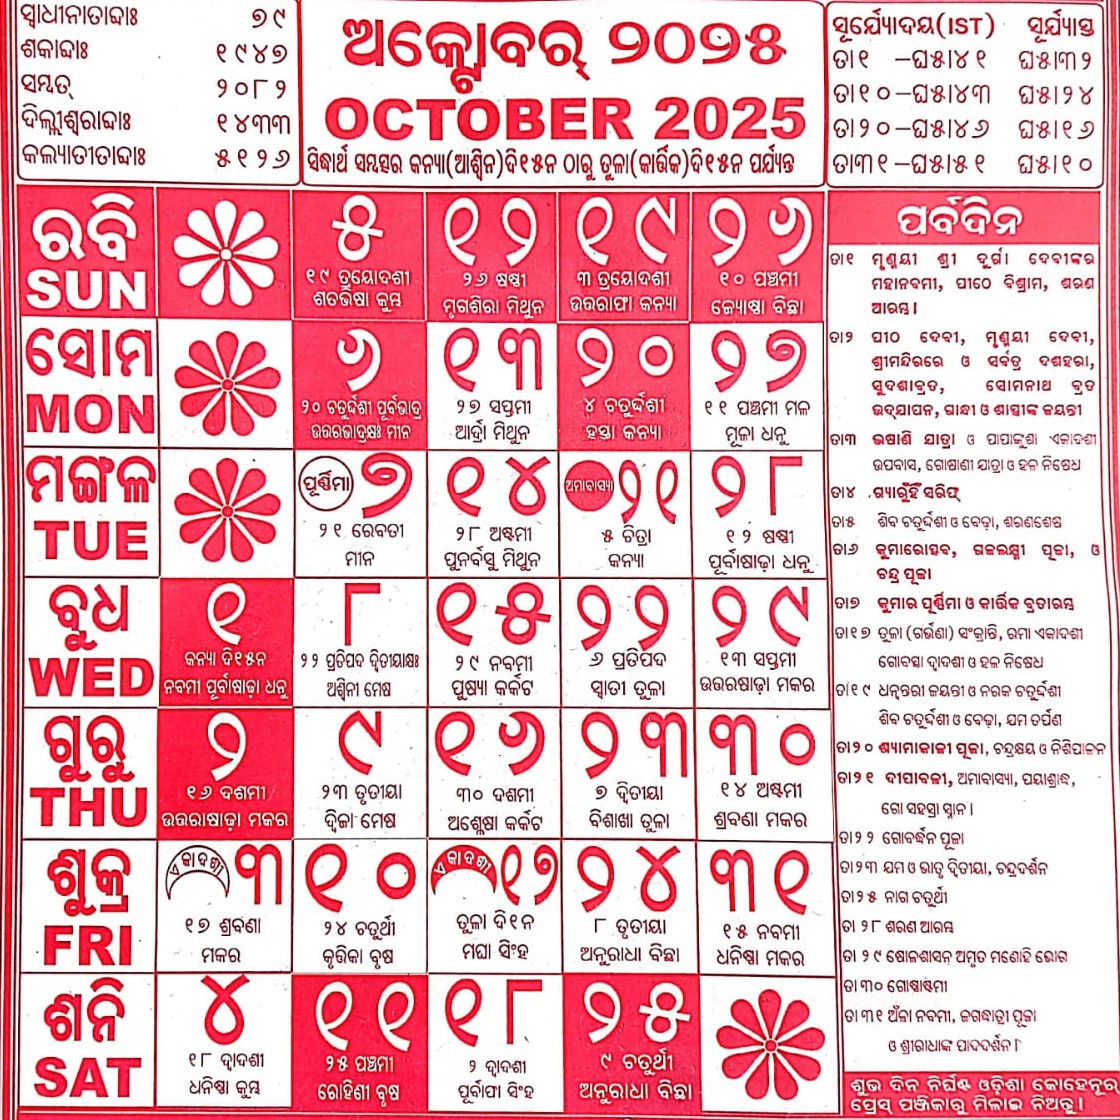 ସ୍ୱାଧୀନତାବ୍ଦାଃ ୭୯
ଶକାବ୍ଦାଃ ୧୯୪୭
ସମ୍ବତ୍ ୨୦୮୨
ଦିଲ୍ଲୀଶ୍ୱରାବ୍ଦାଃ ୧୪୩୩
କଲ୍ୟାତୀତାବ୍ଦାଃ ୫୧୨୬
ଅକ୍ଟୋବର୍ ୨୦୨୫
OCTOBER 2025
ସିଦ୍ଧାର୍ଥ ସମ୍ବତ୍ସର କନ୍ୟା(ଆଶ୍ୱିନ)ଦି୧୫ନ ଠାରୁ ତୁଳା(କାର୍ତ୍ତିକ)ଦି୧୫ନ ପର୍ଯ୍ୟନ୍ତ
ସୂର୍ଯ୍ୟୋଦୟ(IST) ସୂର୍ଯ୍ୟାସ୍ତ
ତା୧ –ଘ୫।୪୧ ଘ୫।୩୨
ତା୧୦–ଘ୫।୪୩ ଘ୫।୨୪
ତା୨୦–ଘ୫।୪୬ ଘ୫।୧୬
ତା୩୧–ଘ୫।୫୧ ଘ୫।୧୦
ରବି
SUN
୫
୧୯ ତ୍ରୟୋଦଶୀ
ଶତଭିଷା କୁମ୍ଭ
୧୨
୨୬ ଷଷ୍ଠୀ
ମୃଗଶିରା ମିଥୁନ
୧୯
୩ ତ୍ରୟୋଦଶୀ
ଉତ୍ତରାଫା କନ୍ୟା
୨୬
୧୦ ପଞ୍ଚମୀ
ଜ୍ୟେଷ୍ଠା ବିଛା
ସୋମ
MON
୬
୨୦ ଚତୁର୍ଦ୍ଦଶୀ ପୂର୍ବଭାଦ୍ର
ଉତ୍ତରଭାଦ୍ରକ୍ଷଃ ମୀନ
୧୩
୨୭ ସପ୍ତମୀ
ଆର୍ଦ୍ରା ମିଥୁନ
୨୦
୪ ଚତୁର୍ଦ୍ଦଶୀ
ହସ୍ତା କନ୍ୟା
୨୭
୧୧ ପଞ୍ଚମୀ ମଳ
ମୂଳା ଧନୁ
ମଙ୍ଗଳ
TUE
ପୂର୍ଣ୍ଣିମା ୭
୨୧ ରେବତୀ
ମୀନ
୧୪
୨୮ ଅଷ୍ଟମୀ
ପୁନର୍ବସୁ ମିଥୁନ
ଅମାବାସ୍ୟା ୨୧
୫ ଚିତ୍ରା
କନ୍ୟା
୨୮
୧୨ ଷଷ୍ଠୀ
ପୂର୍ବାଷାଢ଼ା ଧନୁ
ବୁଧ
WED
୧
କନ୍ୟା ଦି୧୫ନ
ନବମୀ ପୂର୍ବାଷାଢ଼ା ଧନୁ
୮
୨୨ ପ୍ରତିପଦ ଦ୍ୱିତୀୟାକ୍ଷଃ
ଅଶ୍ୱିନୀ ମେଷ
୧୫
୨୯ ନବମୀ
ପୁଷ୍ୟା କର୍କଟ
୨୨
୬ ପ୍ରତିପଦ
ସ୍ୱାତୀ ତୁଳା
୨୯
୧୩ ସପ୍ତମୀ
ଉତ୍ତରଷାଢ଼ା ମକର
ଗୁରୁ
THU
୨
୧୬ ଦଶମୀ
ଉତ୍ତରାଷାଢ଼ା ମକର
୯
୨୩ ତୃତୀୟା
ଦ୍ୱିଜା ମେଷ
୧୬
୩୦ ଦଶମୀ
ଅଶ୍ଳେଷା କର୍କଟ
୨୩
୭ ଦ୍ୱିତୀୟା
ବିଶାଖା ତୁଳା
୩୦
୧୪ ଅଷ୍ଟମୀ
ଶ୍ରବଣା ମକର
ଶୁକ୍ର
FRI
ଏକାଦଶୀ ୩
୧୭ ଶ୍ରବଣା
ମକର
୧୦
୨୪ ଚତୁର୍ଥୀ
କୃତ୍ତିକା ବୃଷ
ଏକାଦଶୀ ୧୭
ତୁଳା ଦି୧ନ
ମଘା ସିଂହ
୨୪
୮ ତୃତୀୟା
ଅନୁରାଧା ବିଛା
୩୧
୧୫ ନବମୀ
ଧନିଷ୍ଠା ମକର
ଶନି
SAT
୪
୧୮ ଦ୍ୱାଦଶୀ
ଧନିଷ୍ଠା କୁମ୍ଭ
୧୧
୨୫ ପଞ୍ଚମୀ
ରୋହିଣୀ ବୃଷ
୧୮
୨ ଦ୍ୱାଦଶୀ
ପୂର୍ବାଫା ସିଂହ
୨୫
୯ ଚତୁର୍ଥୀ
ଅନୁରାଧା ବିଛା
ପର୍ବଦିନ
ତା୧ ମୃଣ୍ମୟୀ ଶ୍ରୀ ଦୁର୍ଗା ଦେବୀଙ୍କର
ମହାନବମୀ, ପୀଠେ ବିଶ୍ରାମ, ଶରଣ
ଆରମ୍ଭ।
ତା୨ ପୀଠ ଦେବୀ, ମୃଣ୍ମୟୀ ଦେବୀ,
ଶ୍ରୀମନ୍ଦିରରେ ଓ ସର୍ବତ୍ର ଦଶହରା,
ସୁଦଶାବ୍ରତ, ସୋମନାଥ ବ୍ରତ
ଉଦ୍‌ଯାପନ, ଗାନ୍ଧୀ ଓ ଶାସ୍ତ୍ରୀଙ୍କ ଜୟନ୍ତୀ
ତା୩ ଭଷାଣି ଯାତ୍ରା ଓ ପାପାଙ୍କୁଶା ଏକାଦଶୀ
ଉପବାସ, ଗୋଷାଣୀ ଯାତ୍ରା ଓ ହଳ ନିଷେଧ
ତା୪ ଗ୍ୟାରୁହିଁ ସରିଫ୍
ତା୫ ଶିବ ଚତୁର୍ଦ୍ଦଶୀ ଓ ବେଢ଼ା, ଶରଣଶେଷ
ତା୬ କୁମାରୋତ୍ସବ, ଗଜଲକ୍ଷ୍ମୀ ପୂଜା, ଓ
ଚନ୍ଦ୍ର ପୂଜା
ତା୭ କୁମାର ପୂର୍ଣ୍ଣିମା ଓ କାର୍ତ୍ତିକ ବ୍ରତାରମ୍ଭ
ତା୧୭ ତୁଳା (ଗର୍ଭଣା) ସଂକ୍ରାନ୍ତି, ରମା ଏକାଦଶୀ
ଗୋବତ୍ସା ଦ୍ୱାଦଶୀ ଓ ହଳ ନିଷେଧ
ତା୧୯ ଧନ୍ୱନ୍ତରୀ ଜୟନ୍ତୀ ଓ ନରକ ଚତୁର୍ଦ୍ଦଶୀ
ଶିବ ଚତୁର୍ଦ୍ଦଶୀ ଓ ବେଢ଼ା, ଯମ ତର୍ପଣ
ତା୨୦ ଶ୍ୟାମାକାଳୀ ପୂଜା, ଚନ୍ଦ୍ରକ୍ଷୟ ଓ ନିଶିପାଳନ
ତା୨୧ ଦୀପାବଳୀ, ଅମାବାସ୍ୟା, ପୟାଶ୍ରାଦ୍ଧ,
ଗୋ ସହସ୍ରା ସ୍ନାନ।
ତା୨୨ ଗୋବର୍ଦ୍ଧନ ପୂଜା
ତା୨୩ ଯମ ଓ ଭାତୃ ଦ୍ୱିତୀୟା, ଚନ୍ଦ୍ରଦର୍ଶନ
ତା୨୫ ନାଗ ଚତୁର୍ଥୀ
ତା୨୮ ଶରଣ ଆରମ୍ଭ
ତା ୨୯ ଷୋଳଶାସନ ଅମୃତ ମଣୋହି ଭୋଗ
ତା ୩୦ ଗୋଷ୍ଠାଷ୍ଟମୀ
ତା ୩୧ ଅଁଳା ନବମୀ, ଜଗଦ୍ଧାତ୍ରୀ ପୂଜା
ଓ ଶ୍ରୀରାଧାଙ୍କ ପାଦଦର୍ଶନ।
ଶୁଭ ଦିନ ନିର୍ଘଣ୍ଟ ଓଡ଼ିଶା କୋହେନୂର
ପ୍ରେସ୍ ପଞ୍ଜିକାରୁ ମିଳାଇ ନିଅନ୍ତୁ।